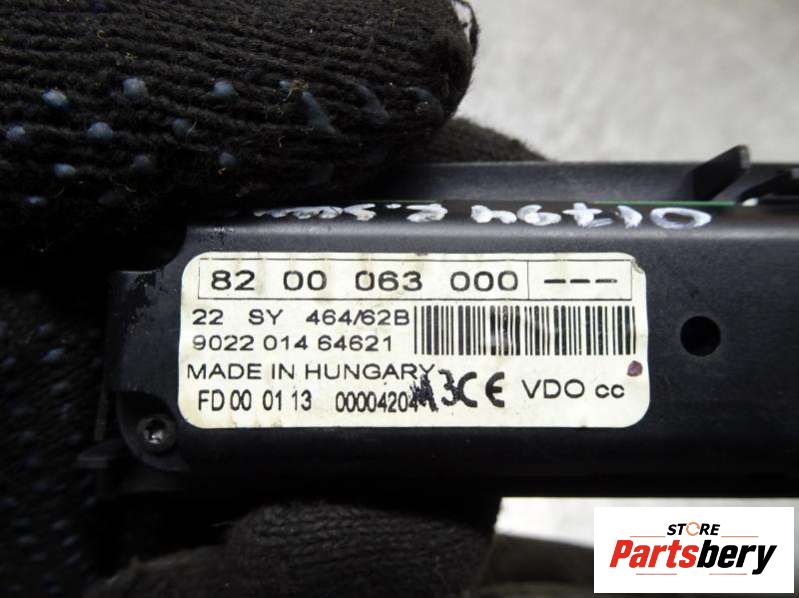 82 00 063 000 ---
22 SY 464/62B
9022 014 64621
MADE IN HUNGARY
FD 00 01 13 00004204 M3 CE VDO cc
STORE
Partsbery